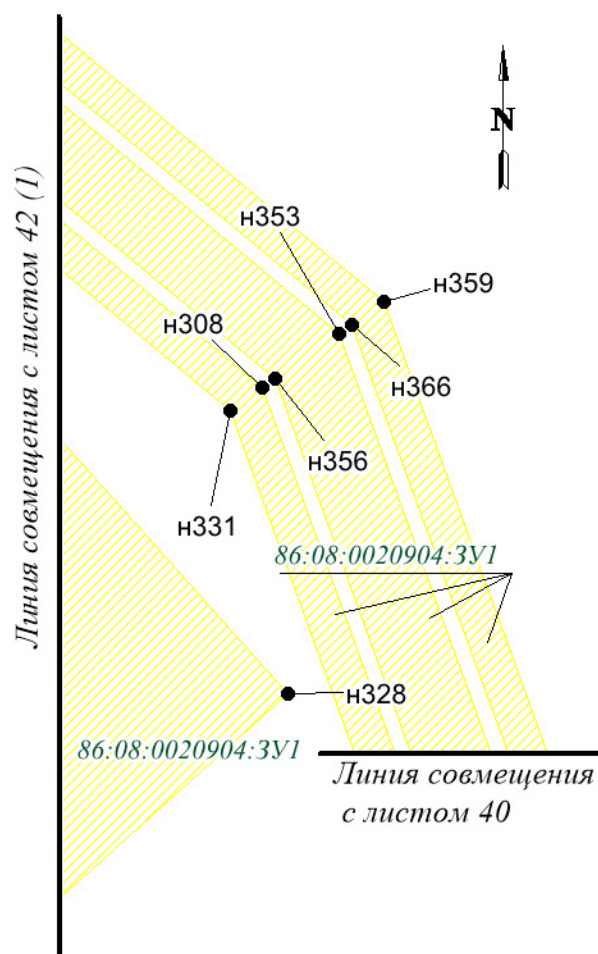 N
Линия совмещения с листом 42 (1)
н353
н359
н308
н366
н356
н331
86:08:0020904:ЗУ1
н328
86:08:0020904:ЗУ1
Линия совмещения
с листом 40